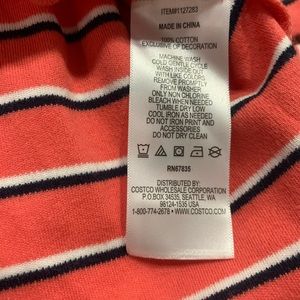 ITEM#1127283
MADE IN CHINA
100% COTTON
EXCLUSIVE OF DECORATION
MACHINE WASH
COLD GENTLE CYCLE
WASH INSIDE OUT
WITH LIKE COLORS
REMOVE PROMPTLY
FROM WASHER
ONLY NON CHLORINE
BLEACH WHEN NEEDED
TUMBLE DRY LOW
COOL IRON AS NEEDED
DO NOT IRON PRINT AND
ACCESSORIES
DO NOT DRY CLEAN
RN67835
DISTRIBUTED BY:
COSTCO WHOLESALE CORPORATION
P.O.BOX 34535, SEATTLE, WA
98124-1535 USA
1-800-774-2678 WWW.COSTCO.COM